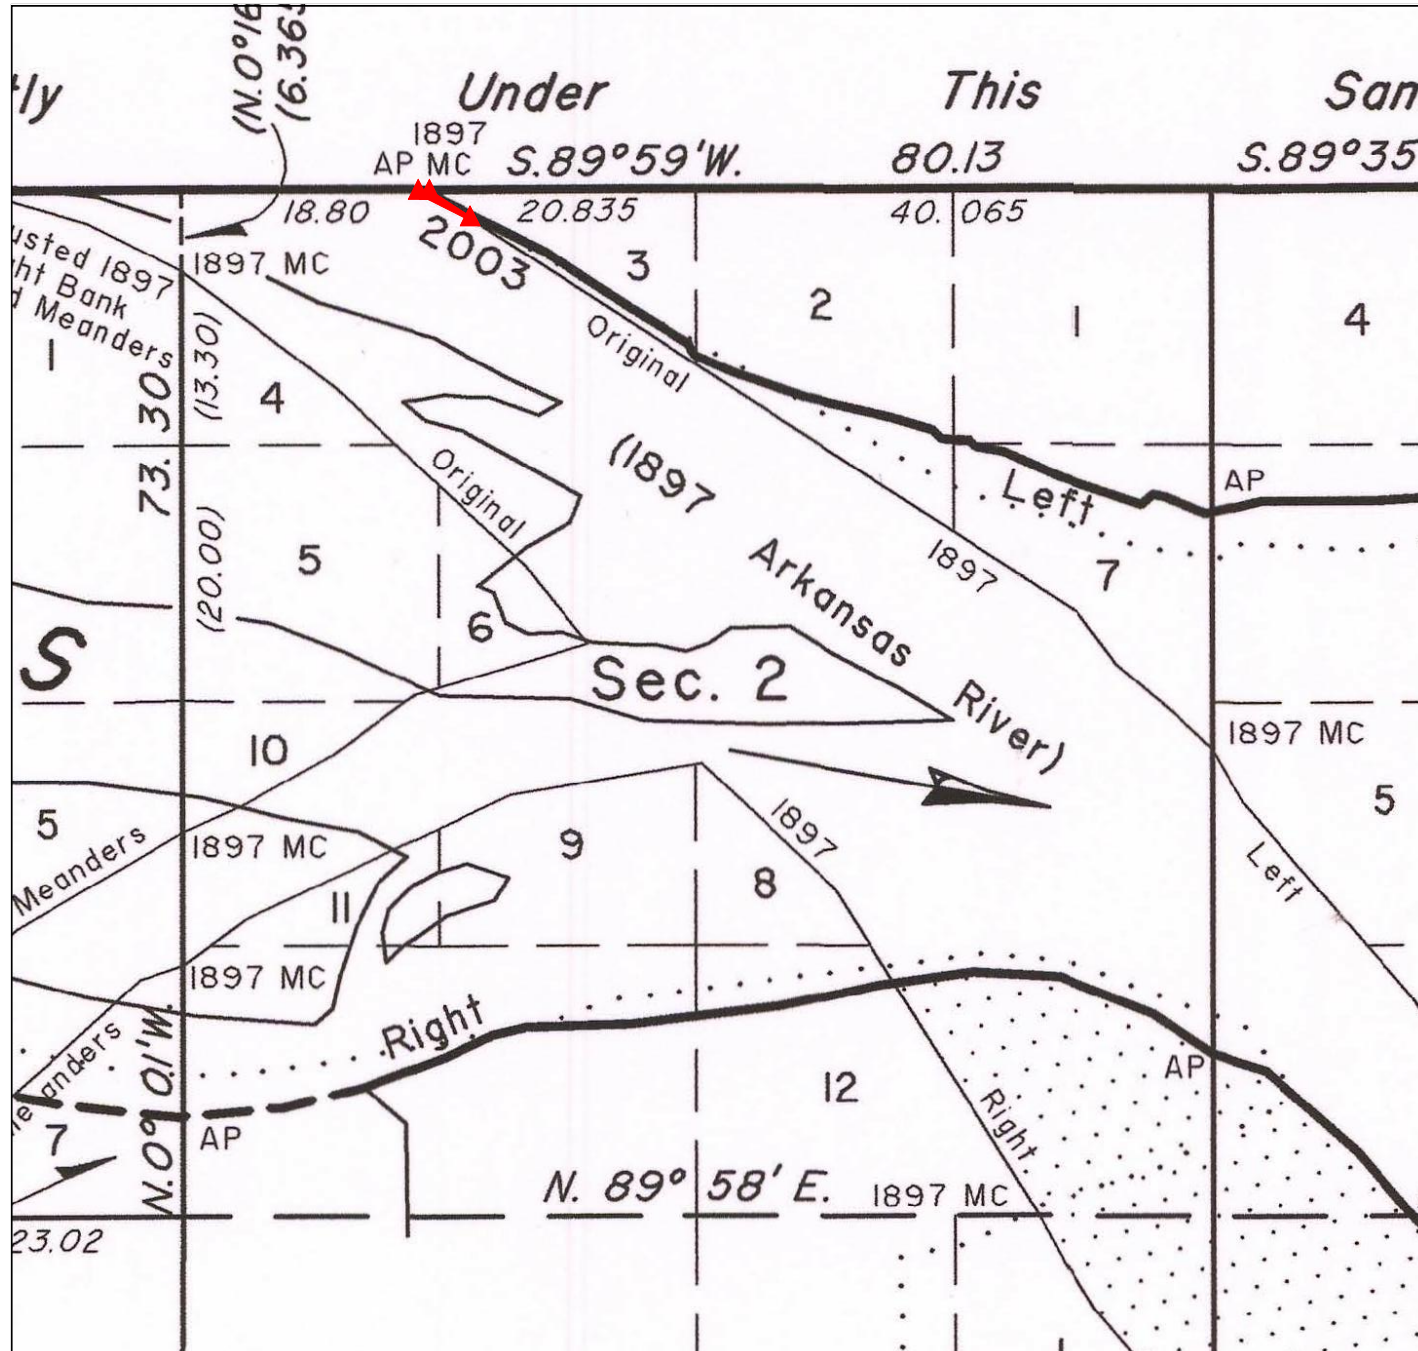 (N.0°16
(16.365
tly Under This San
1897
AP MC S.89°59'W. 80.13 S.89°35
18.80 20.835 40.065
2003
usted 1897
ht Bank
d Meanders
1897 MC
3
2
1
4
Original
1
73.30
(13.30)
4
Original
(1897
Left
AP
5
(20.00)
1897
7
Arkansas
S
6
Sec. 2
River)
1897 MC
10
5
5
Meanders
1897 MC
9
1897
8
Left
11
1897 MC
Right
anders
N.0°01'W.
AP
12
Right
7
AP
N. 89° 58' E. 1897 MC
23.02